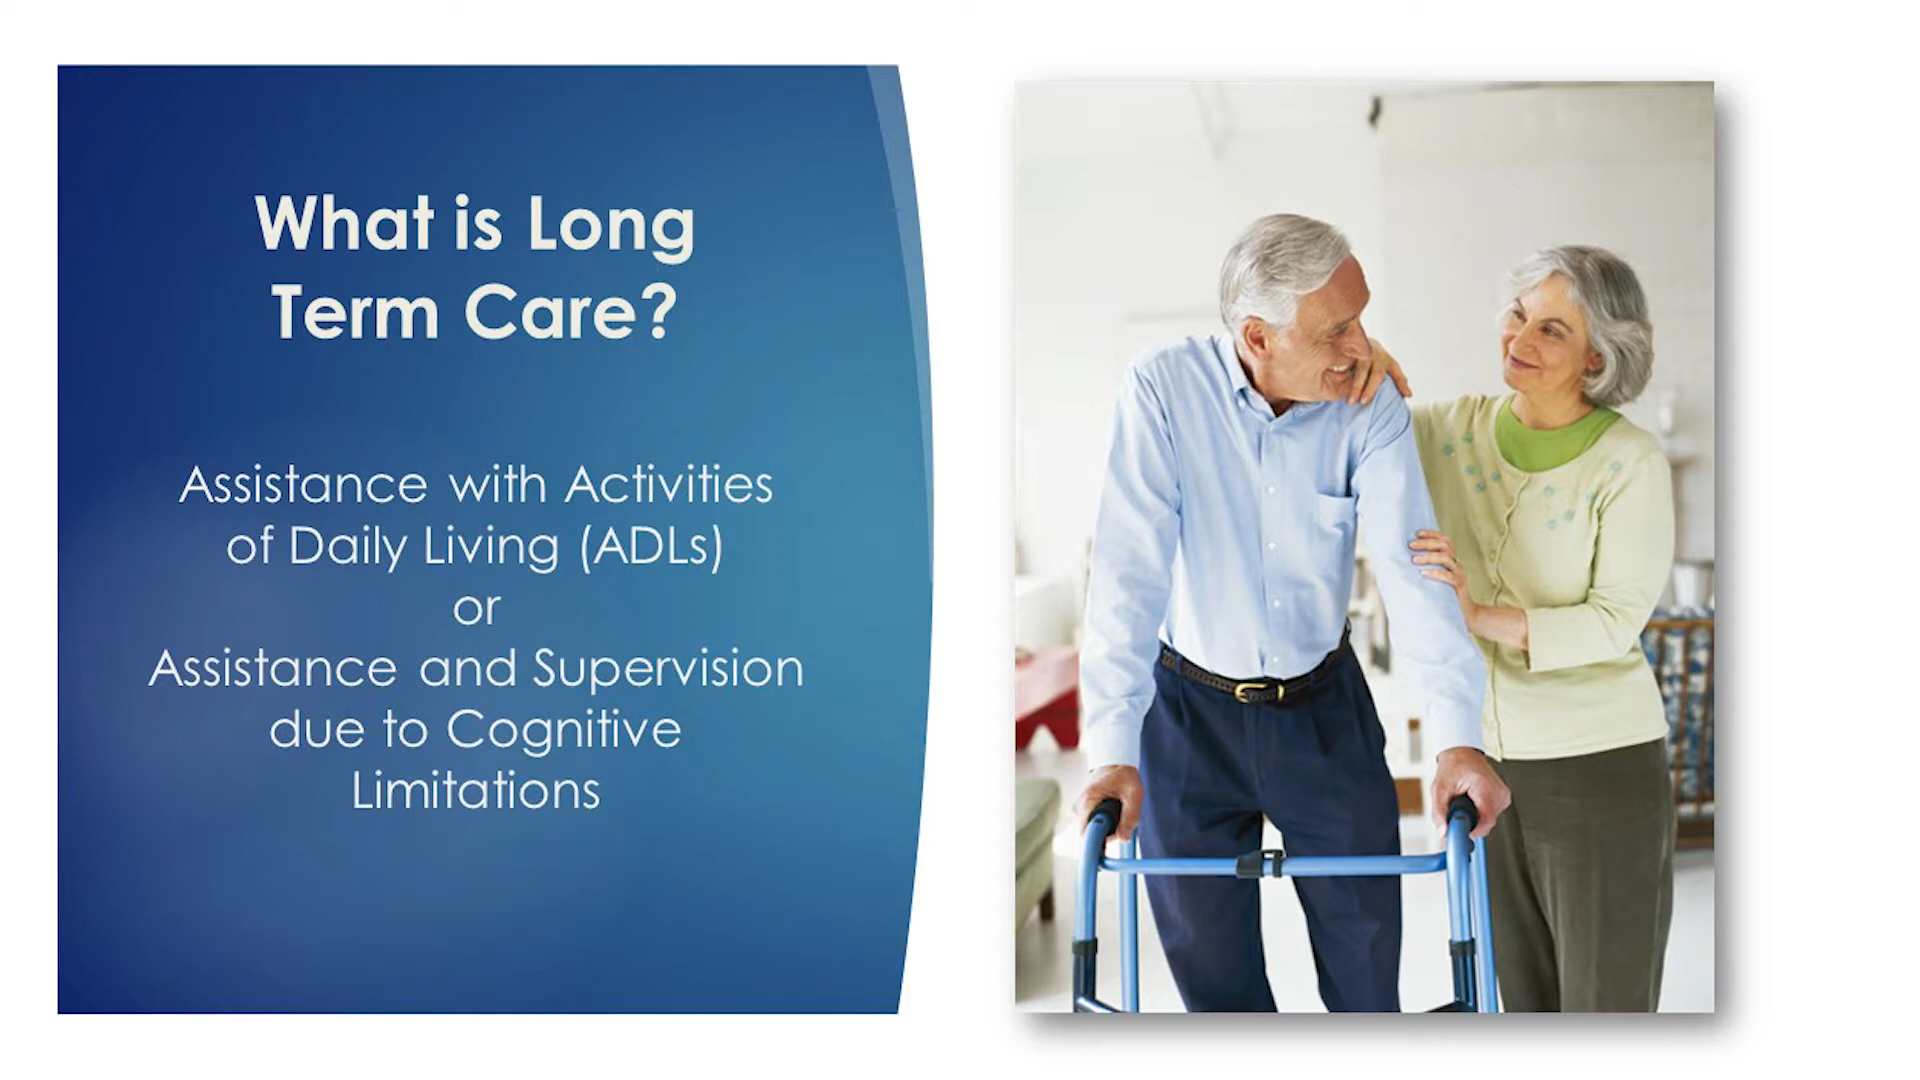 What is Long
Term Care?
Assistance with Activities
of Daily Living (ADLs)
or
Assistance and Supervision
due to Cognitive
Limitations